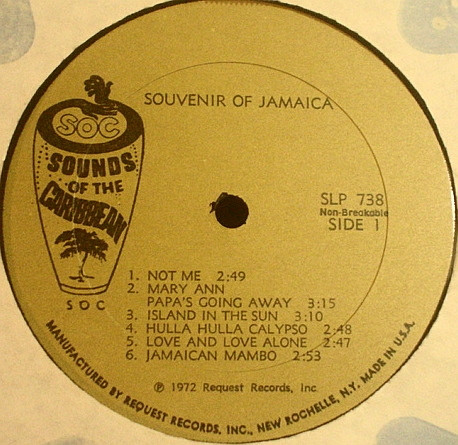 SOUVENIR OF JAMAICA
SOC
SOUNDS
OF THE
CARIBBEAN
SOC
SLP 738
Non-Breakable
SIDE 1
1. NOT ME 2:49
2. MARY ANN
PAPA'S GOING AWAY 3:15
3. ISLAND IN THE SUN 3:10
4. HULLA HULLA CALYPSO 2:48
5. LOVE AND LOVE ALONE 2:47
6. JAMAICAN MAMBO 2:53
℗ 1972 Request Records, Inc.
MANUFACTURED BY REQUEST RECORDS, INC., NEW ROCHELLE, N.Y. MADE IN U.S.A.